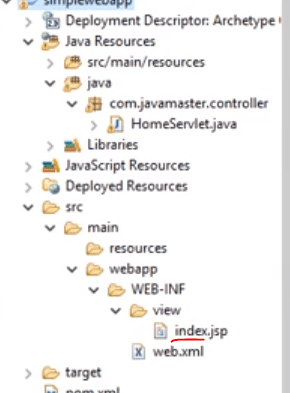 simplewebapp
Deployment Descriptor: Archetype
Java Resources
src/main/resources
java
com.javamaster.controller
HomeServlet.java
Libraries
JavaScript Resources
Deployed Resources
src
main
resources
webapp
WEB-INF
view
index.jsp
web.xml
target
pom.xml